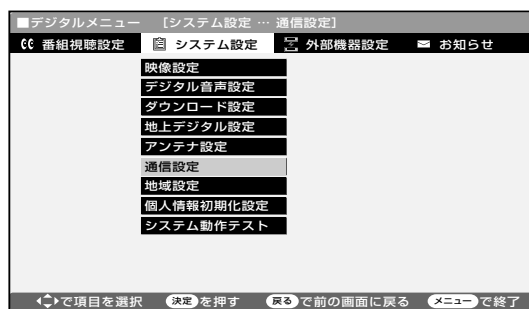 ■デジタルメニュー ［システム設定 … 通信設定］
番組視聴設定 システム設定 外部機器設定 お知らせ
映像設定
デジタル音声設定
ダウンロード設定
地上デジタル設定
アンテナ設定
通信設定
地域設定
個人情報初期化設定
システム動作テスト
で項目を選択 決定を押す 戻るで前の画面に戻る メニューで終了